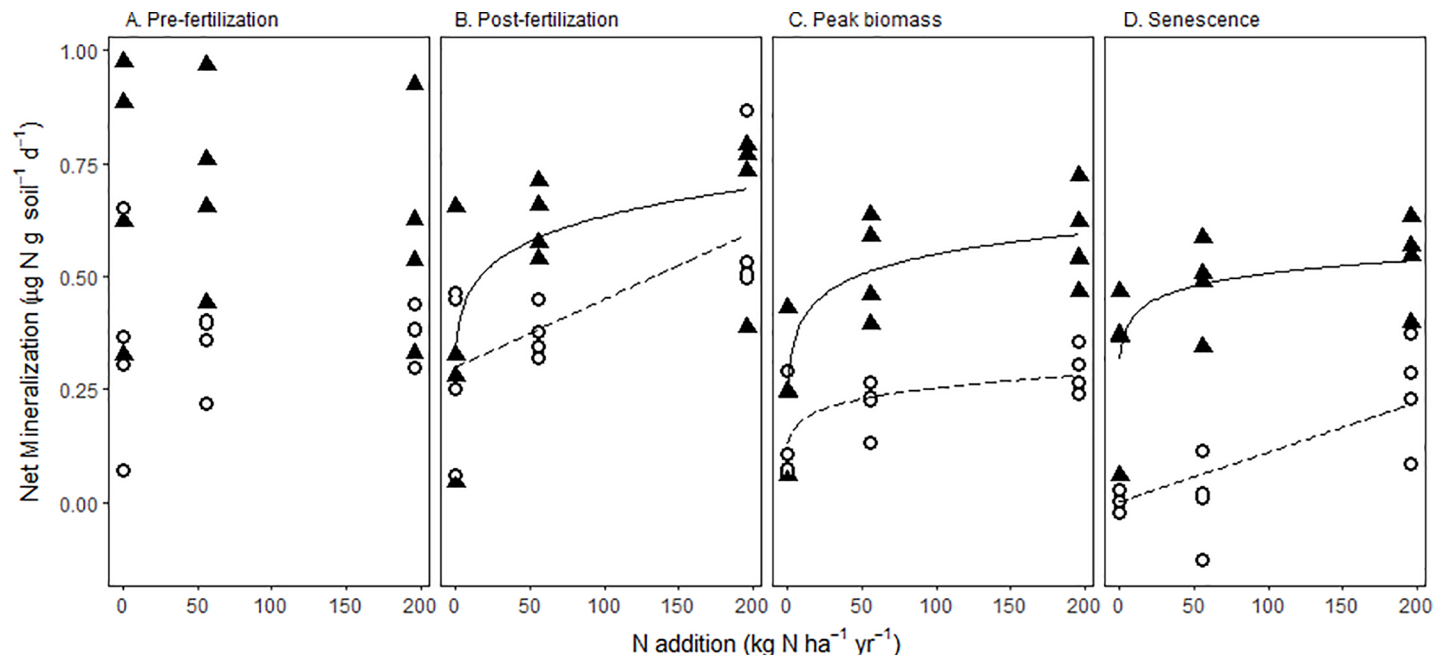 A. Pre-fertilization
B. Post-fertilization
C. Peak biomass
D. Senescence
Net Mineralization (µg N g soil⁻¹ d⁻¹)
1.00
0.75
0.50
0.25
0.00
0 50 100 150 200
0 50 100 150 200
0 50 100 150 200
0 50 100 150 200
N addition (kg N ha⁻¹ yr⁻¹)